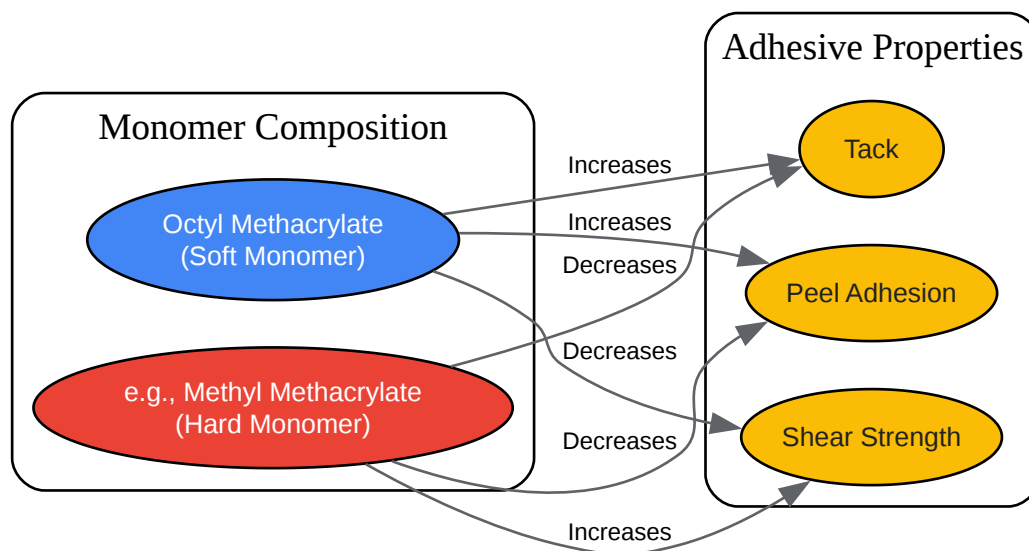 Monomer Composition
Octyl Methacrylate
(Soft Monomer)
e.g., Methyl Methacrylate
(Hard Monomer)
Increases
Increases
Decreases
Decreases
Decreases
Increases
Adhesive Properties
Tack
Peel Adhesion
Shear Strength